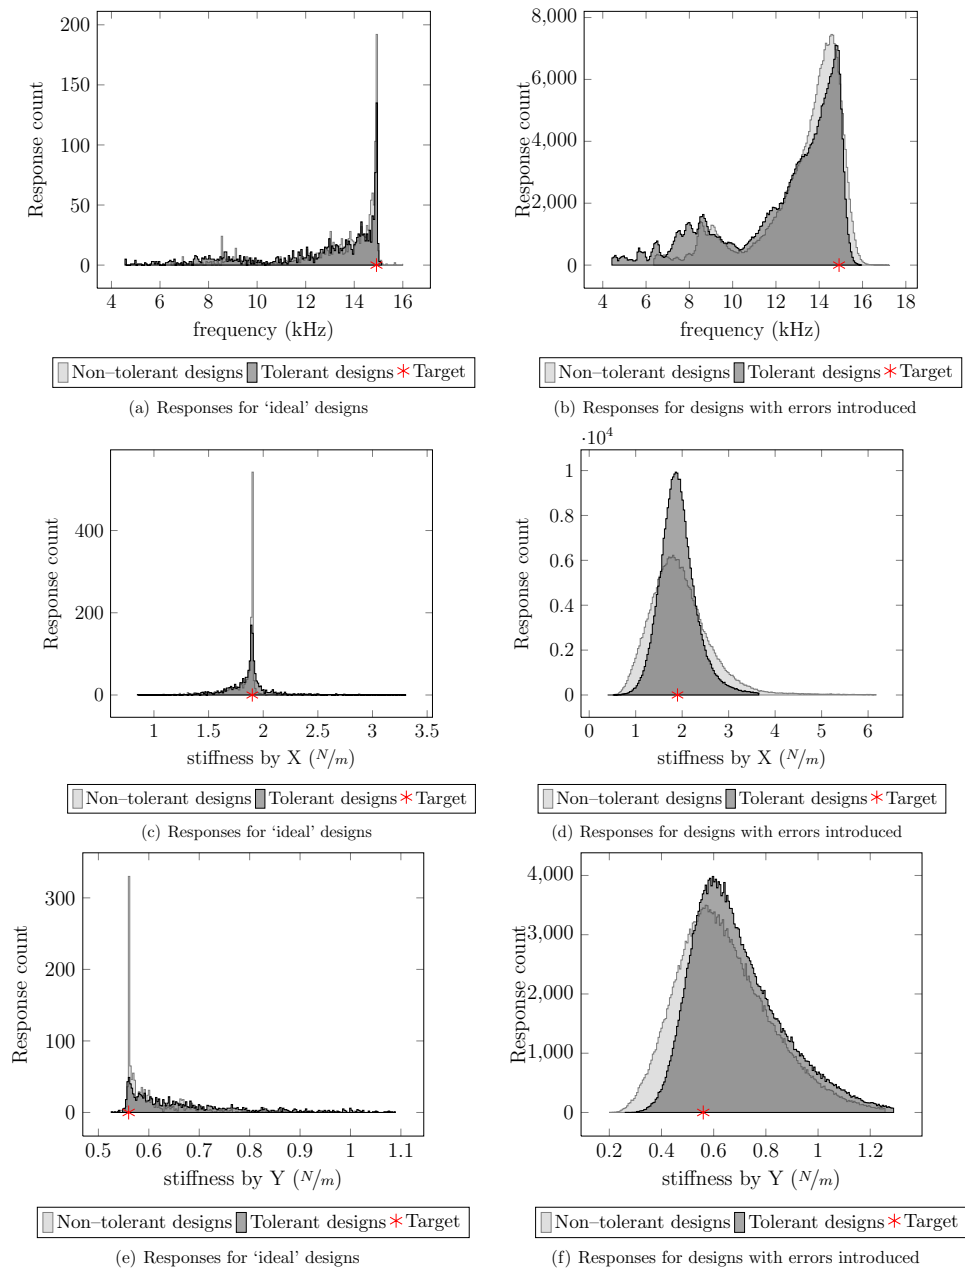 200
150
100
50
0
Response count
4 6 8 10 12 14 16
frequency (kHz)
Non–tolerant designs Tolerant designs Target
(a) Responses for ‘ideal’ designs
8,000
6,000
4,000
2,000
0
Response count
4 6 8 10 12 14 16 18
frequency (kHz)
Non–tolerant designs Tolerant designs Target
(b) Responses for designs with errors introduced
400
200
0
Response count
1 1.5 2 2.5 3 3.5
stiffness by X (N/m)
Non–tolerant designs Tolerant designs Target
(c) Responses for ‘ideal’ designs
·10⁴
1
0.8
0.6
0.4
0.2
0
Response count
0 1 2 3 4 5 6
stiffness by X (N/m)
Non–tolerant designs Tolerant designs Target
(d) Responses for designs with errors introduced
300
200
100
0
Response count
0.5 0.6 0.7 0.8 0.9 1 1.1
stiffness by Y (N/m)
Non–tolerant designs Tolerant designs Target
(e) Responses for ‘ideal’ designs
4,000
3,000
2,000
1,000
0
Response count
0.2 0.4 0.6 0.8 1 1.2
stiffness by Y (N/m)
Non–tolerant designs Tolerant designs Target
(f) Responses for designs with errors introduced